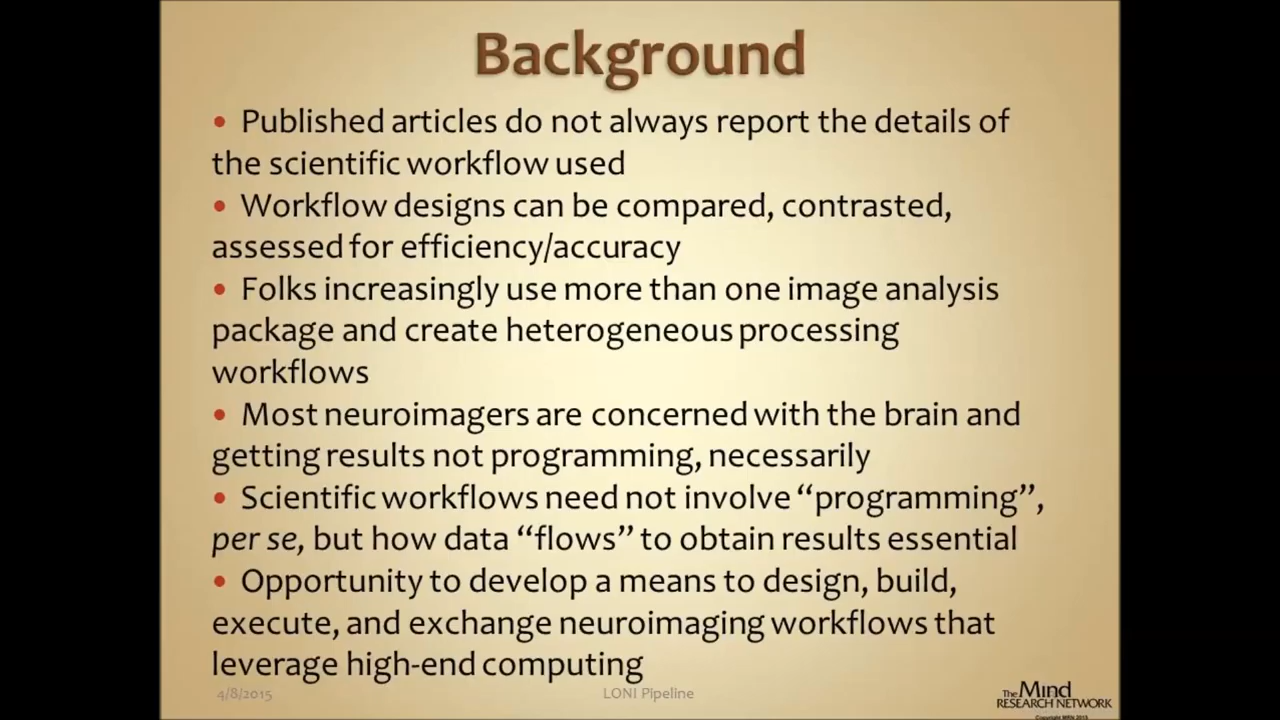 Background
• Published articles do not always report the details of
the scientific workflow used
• Workflow designs can be compared, contrasted,
assessed for efficiency/accuracy
• Folks increasingly use more than one image analysis
package and create heterogeneous processing
workflows
• Most neuroimagers are concerned with the brain and
getting results not programming, necessarily
• Scientific workflows need not involve “programming”,
per se, but how data “flows” to obtain results essential
• Opportunity to develop a means to design, build,
execute, and exchange neuroimaging workflows that
leverage high-end computing
4/8/2015
LONI Pipeline
The Mind
RESEARCH NETWORK
Copyright MRN 2015